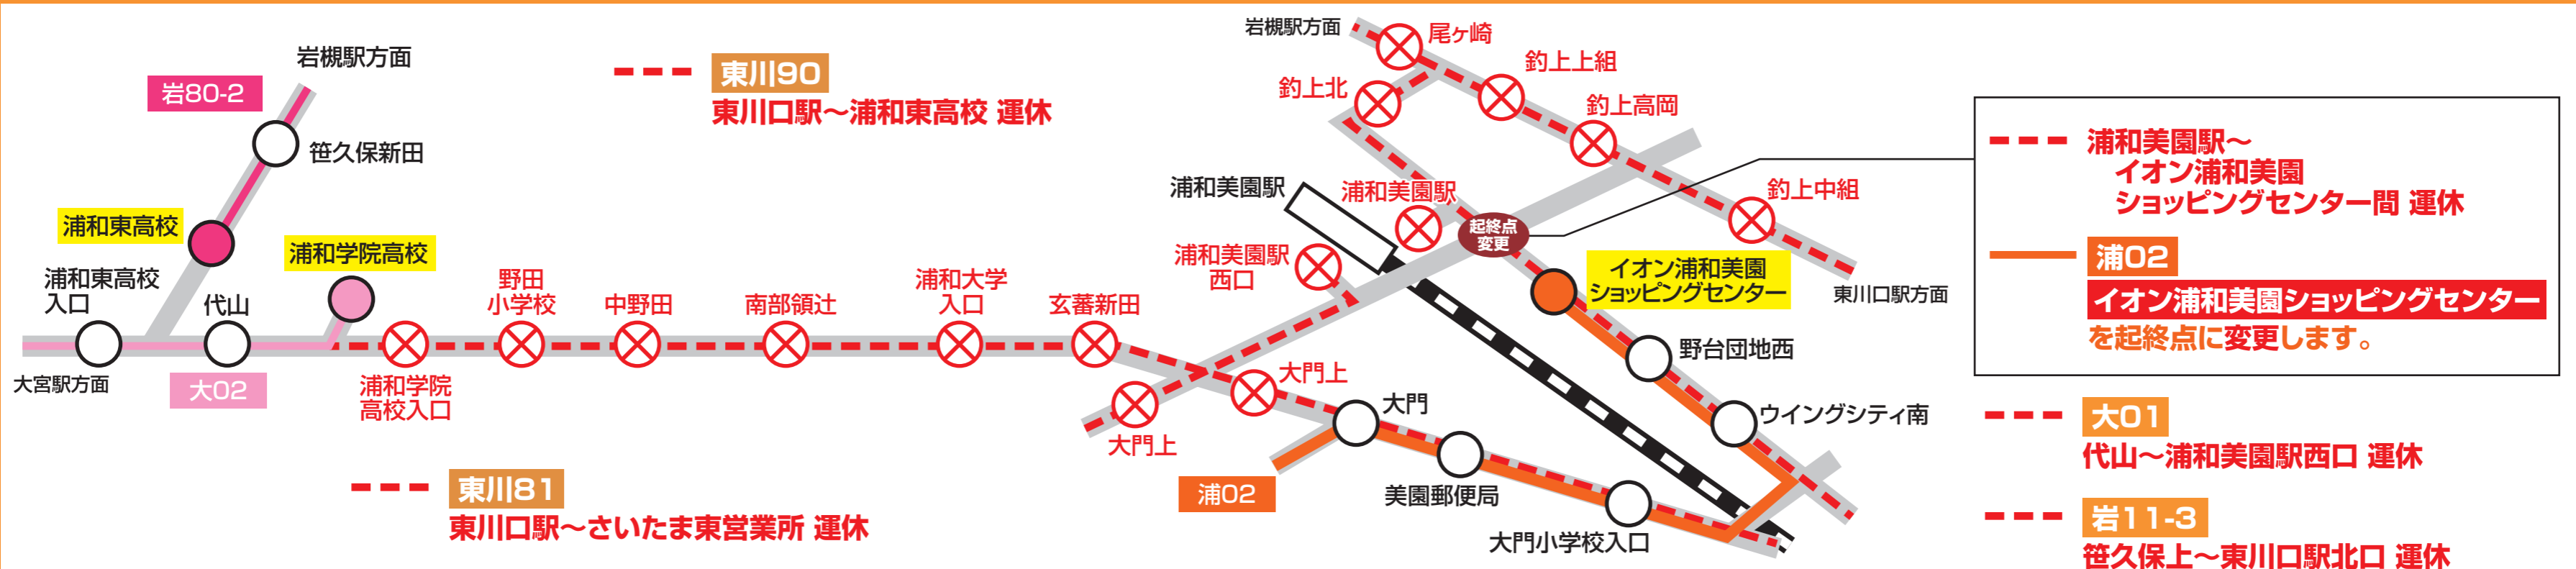 岩槻駅方面
岩80-2
笹久保新田
浦和東高校
浦和学院高校
浦和東高校
入口
代山
大宮駅方面
大02
浦和学院
高校入口
野田
小学校
中野田
南部領辻
浦和大学
入口
玄蕃新田
東川90
東川口駅〜浦和東高校 運休
東川81
東川口駅〜さいたま東営業所 運休
岩槻駅方面
尾ヶ崎
釣上北
釣上上組
釣上高岡
釣上中組
東川口駅方面
浦和美園駅
浦和美園駅
浦和美園駅
西口
起終点
変更
イオン浦和美園
ショッピングセンター
野台団地西
ウイングシティ南
大門上
大門上
大門
浦02
美園郵便局
大門小学校入口
浦和美園駅〜
イオン浦和美園
ショッピングセンター間 運休
浦02
イオン浦和美園ショッピングセンター
を起終点に変更します。
大01
代山〜浦和美園駅西口 運休
岩11-3
笹久保上〜東川口駅北口 運休